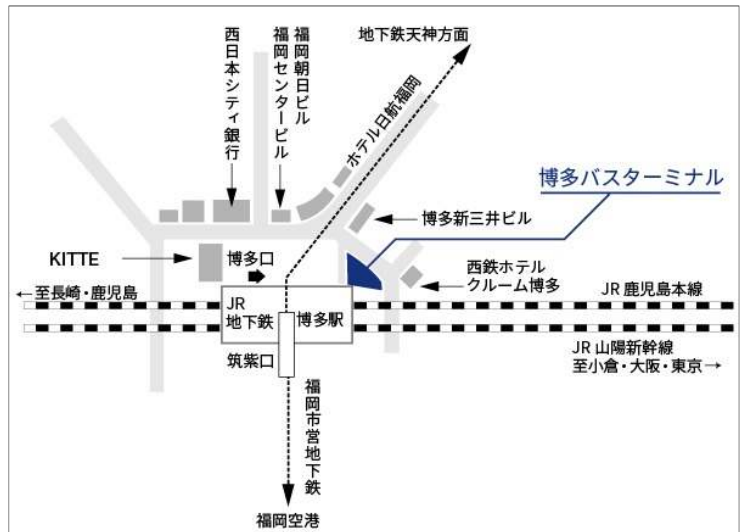 地下鉄天神方面
西日本シティ銀行
福岡センタービル
福岡朝日ビル
ホテル日航福岡
博多バスターミナル
博多新三井ビル
KITTE
博多口
西鉄ホテル
クルーム博多
←至長崎・鹿児島
JR
地下鉄
博多駅
JR 鹿児島本線
筑紫口
JR 山陽新幹線
至小倉・大阪・東京→
福岡市営地下鉄
福岡空港